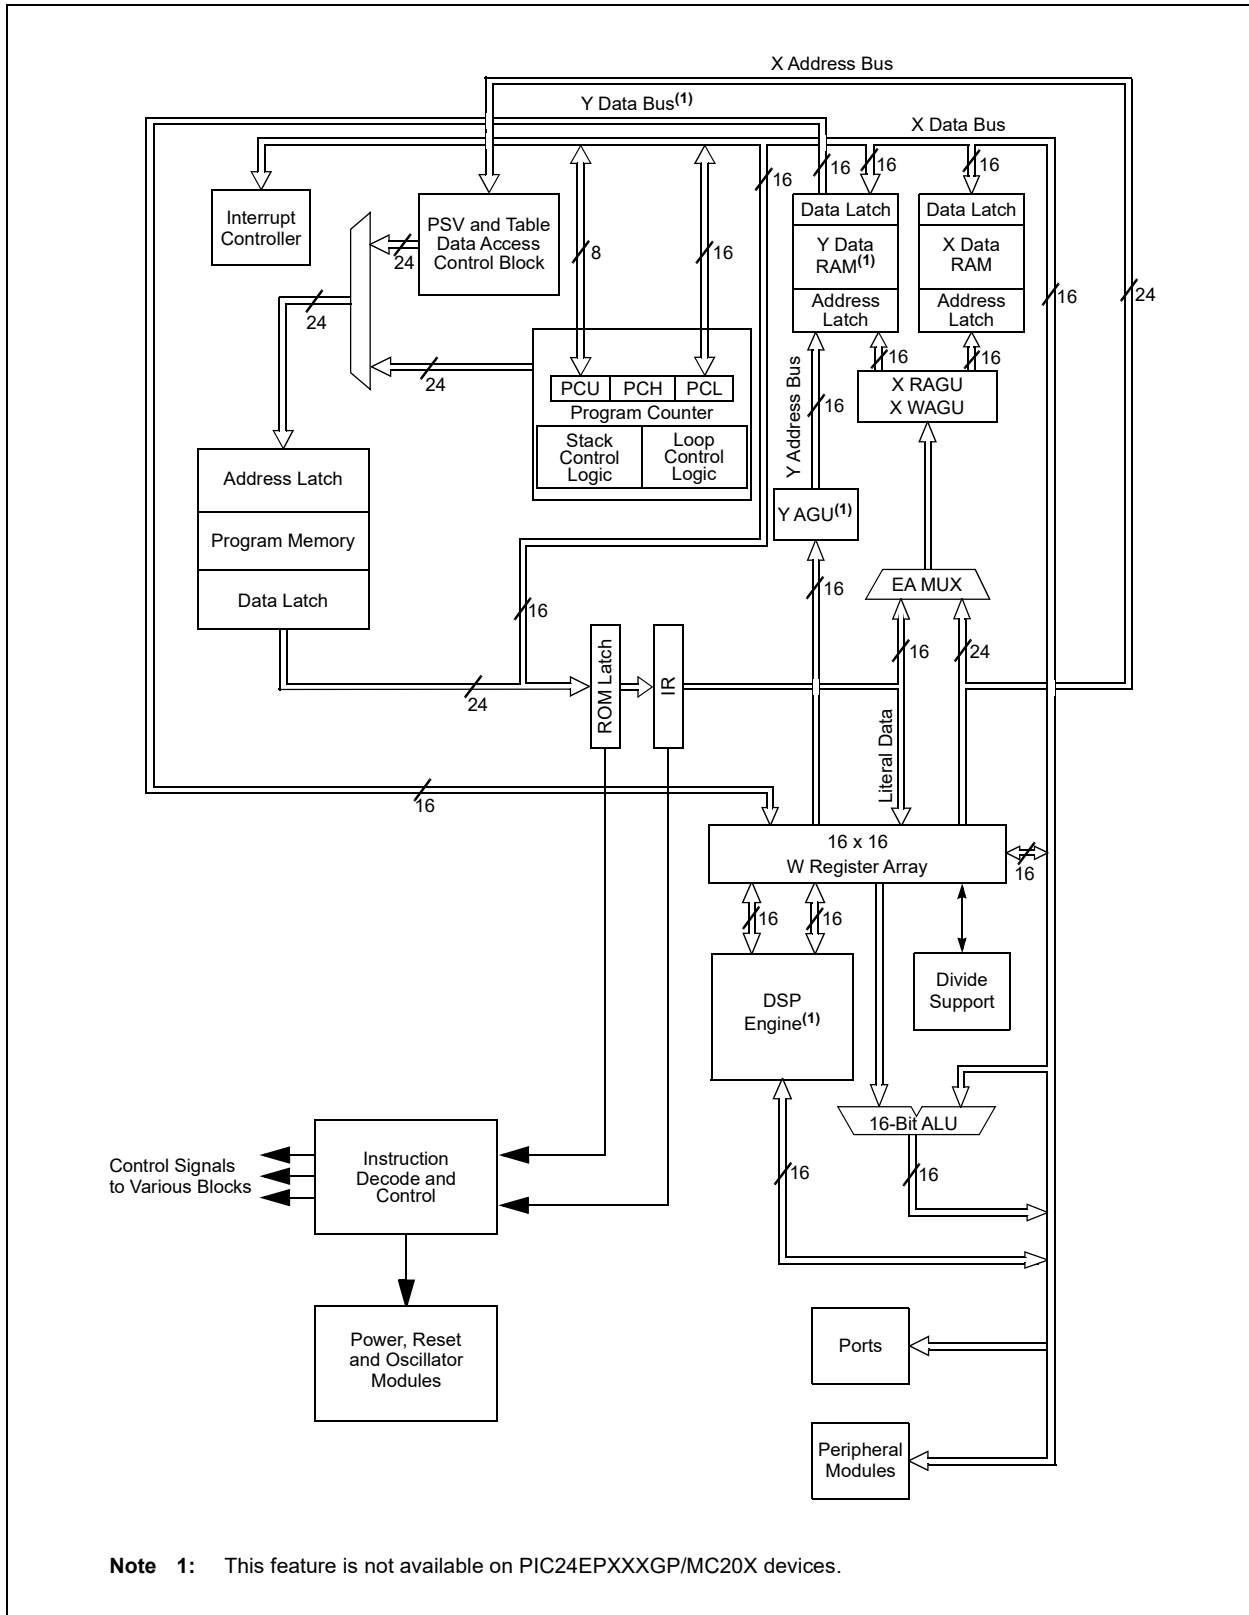 X Address Bus
Y Data Bus(1)
X Data Bus
16
16
16
16
Interrupt
Controller
PSV and Table
Data Access
Control Block
24
8
16
Data Latch
Y Data
RAM(1)
Address
Latch
Data Latch
X Data
RAM
Address
Latch
16
24
24
24
16
16
X RAGU
X WAGU
PCU
PCH
PCL
Program Counter
Stack
Control
Logic
Loop
Control
Logic
Y Address Bus
16
Y AGU(1)
Address Latch
Program Memory
Data Latch
16
16
EA MUX
16
24
24
ROM Latch
IR
Literal Data
16
16 x 16
W Register Array
16
16
16
DSP
Engine(1)
Divide
Support
16-Bit ALU
16
16
Control Signals
to Various Blocks
Instruction
Decode and
Control
Power, Reset
and Oscillator
Modules
Ports
Peripheral
Modules
Note 1: This feature is not available on PIC24EPXXXGP/MC20X devices.